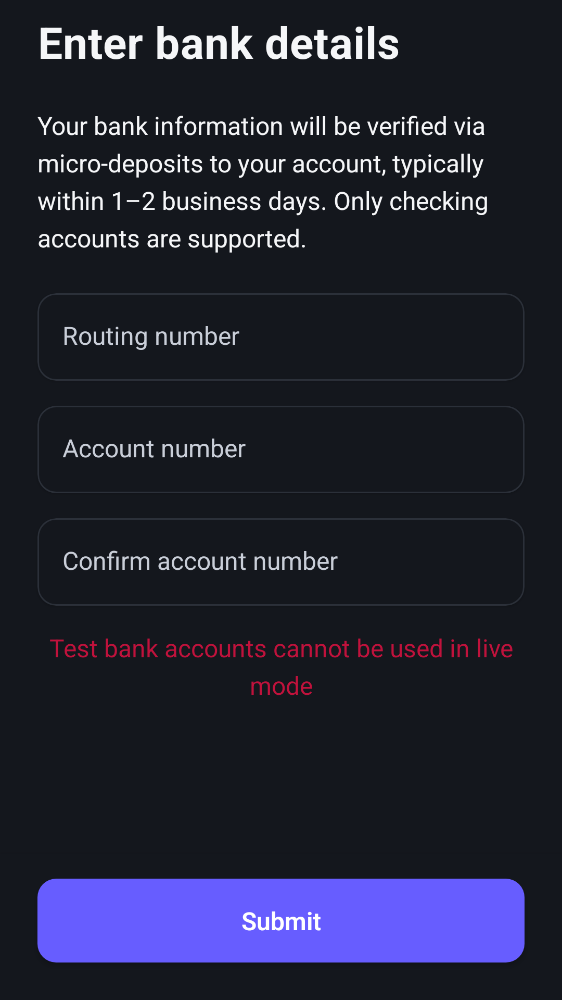 Enter bank details
Your bank information will be verified via
micro-deposits to your account, typically
within 1–2 business days. Only checking
accounts are supported.
Routing number
Account number
Confirm account number
Test bank accounts cannot be used in live
mode
Submit